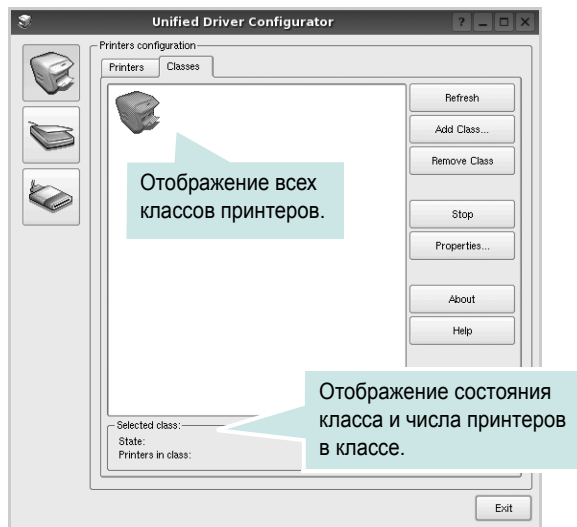 Unified Driver Configurator
Printers configuration
Printers
Classes
Refresh
Add Class...
Remove Class
Отображение всех
классов принтеров.
Stop
Properties...
About
Help
Отображение состояния
класса и числа принтеров
в классе.
Selected class:
State:
Printers in class:
Exit